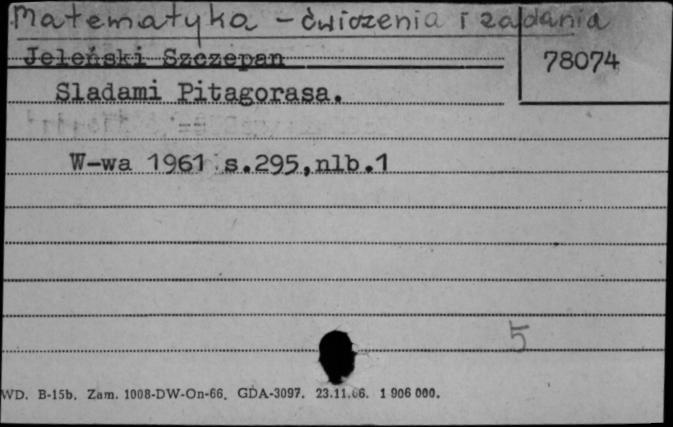 Matematyka - ćwiczenia i zadania
Jeleński Szczepan
78074
Sladami Pitagorasa.
W-wa 1961 s.295,nlb.1
5
WD. B-15b. Zam. 1008-DW-On-66. GDA-3097. 23.11.66. 1 906 000.